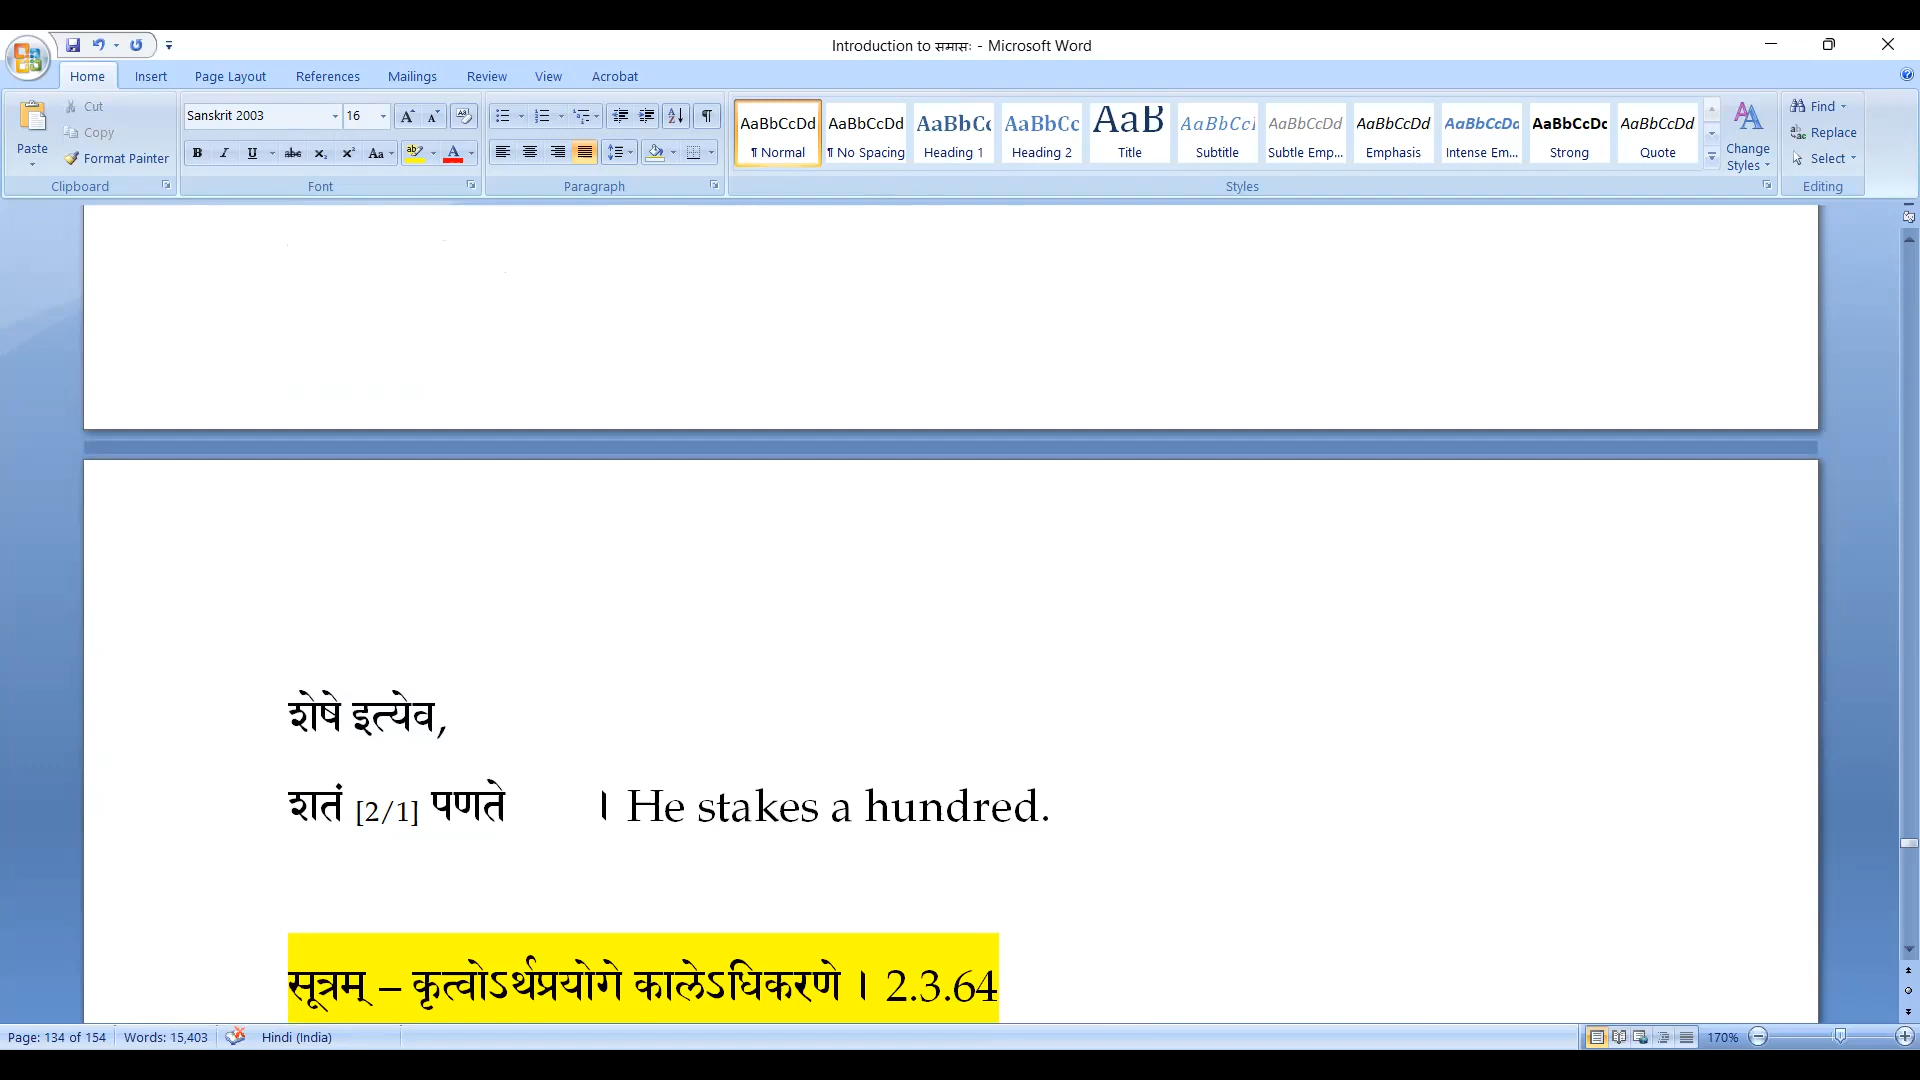 Introduction to समासः - Microsoft Word
Home Insert Page Layout References Mailings Review View Acrobat
Paste
Cut
Copy
Format Painter
Clipboard
Sanskrit 2003 16
Font
Paragraph
AaBbCcDd AaBbCcDd AaBbCc AaBbCc AaB AaBbCcI AaBbCcDd AaBbCcDd AaBbCcDd AaBbCcDc AaBbCcDd
¶ Normal ¶ No Spacing Heading 1 Heading 2 Title Subtitle Subtle Emp... Emphasis Intense Em... Strong Quote
Change Styles
Styles
Find
Replace
Select
Editing
शेषे इत्येव,
शतं [2/1] पणते । He stakes a hundred.
सूत्रम् – कृत्वोऽर्थप्रयोगे कालेऽधिकरणे । 2.3.64
Page: 134 of 154 Words: 15,403 Hindi (India) 170%